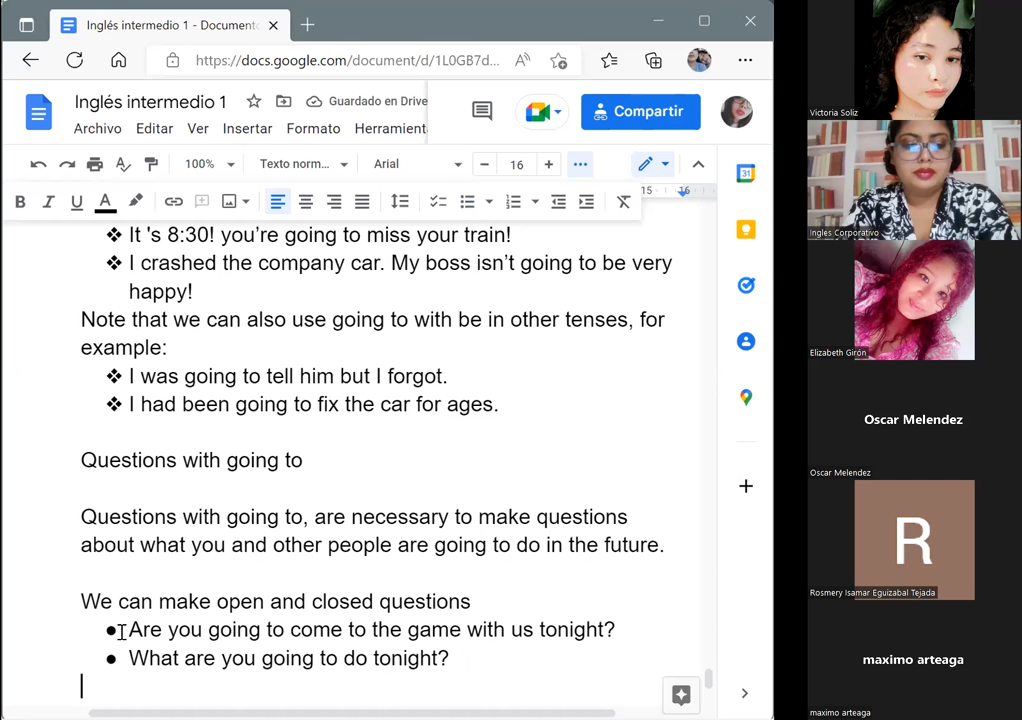 Inglés intermedio 1 - Documento
https://docs.google.com/document/d/1L0GB7d...
Inglés intermedio 1
Guardado en Drive
Compartir
Archivo Editar Ver Insertar Formato Herramient
100% Texto norm... Arial 16
15 16
31
❖ It 's 8:30! you’re going to miss your train!
❖ I crashed the company car. My boss isn’t going to be very
happy!
Note that we can also use going to with be in other tenses, for
example:
❖ I was going to tell him but I forgot.
❖ I had been going to fix the car for ages.
Questions with going to
Questions with going to, are necessary to make questions
about what you and other people are going to do in the future.
We can make open and closed questions
● Are you going to come to the game with us tonight?
● What are you going to do tonight?
Victoria Soliz
Ingles Corporativo
Elizabeth Girón
Oscar Melendez
Oscar Melendez
R
Rosmery Isamar Eguizabal Tejada
maximo arteaga
maximo arteaga